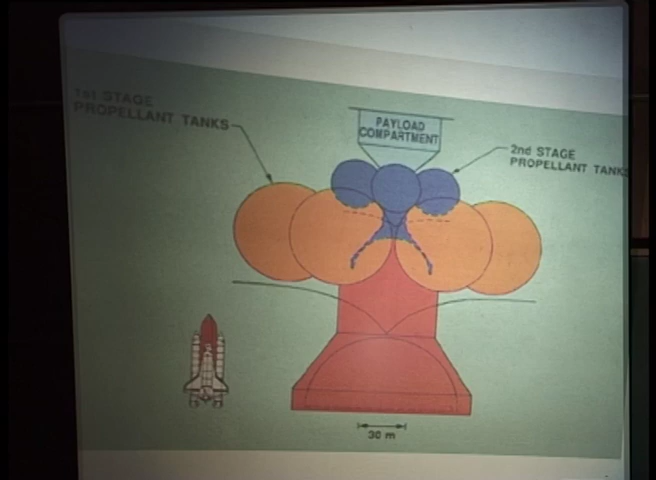 1st STAGE
PROPELLANT TANKS
PAYLOAD
COMPARTMENT
2nd STAGE
PROPELLANT TANKS
30 m